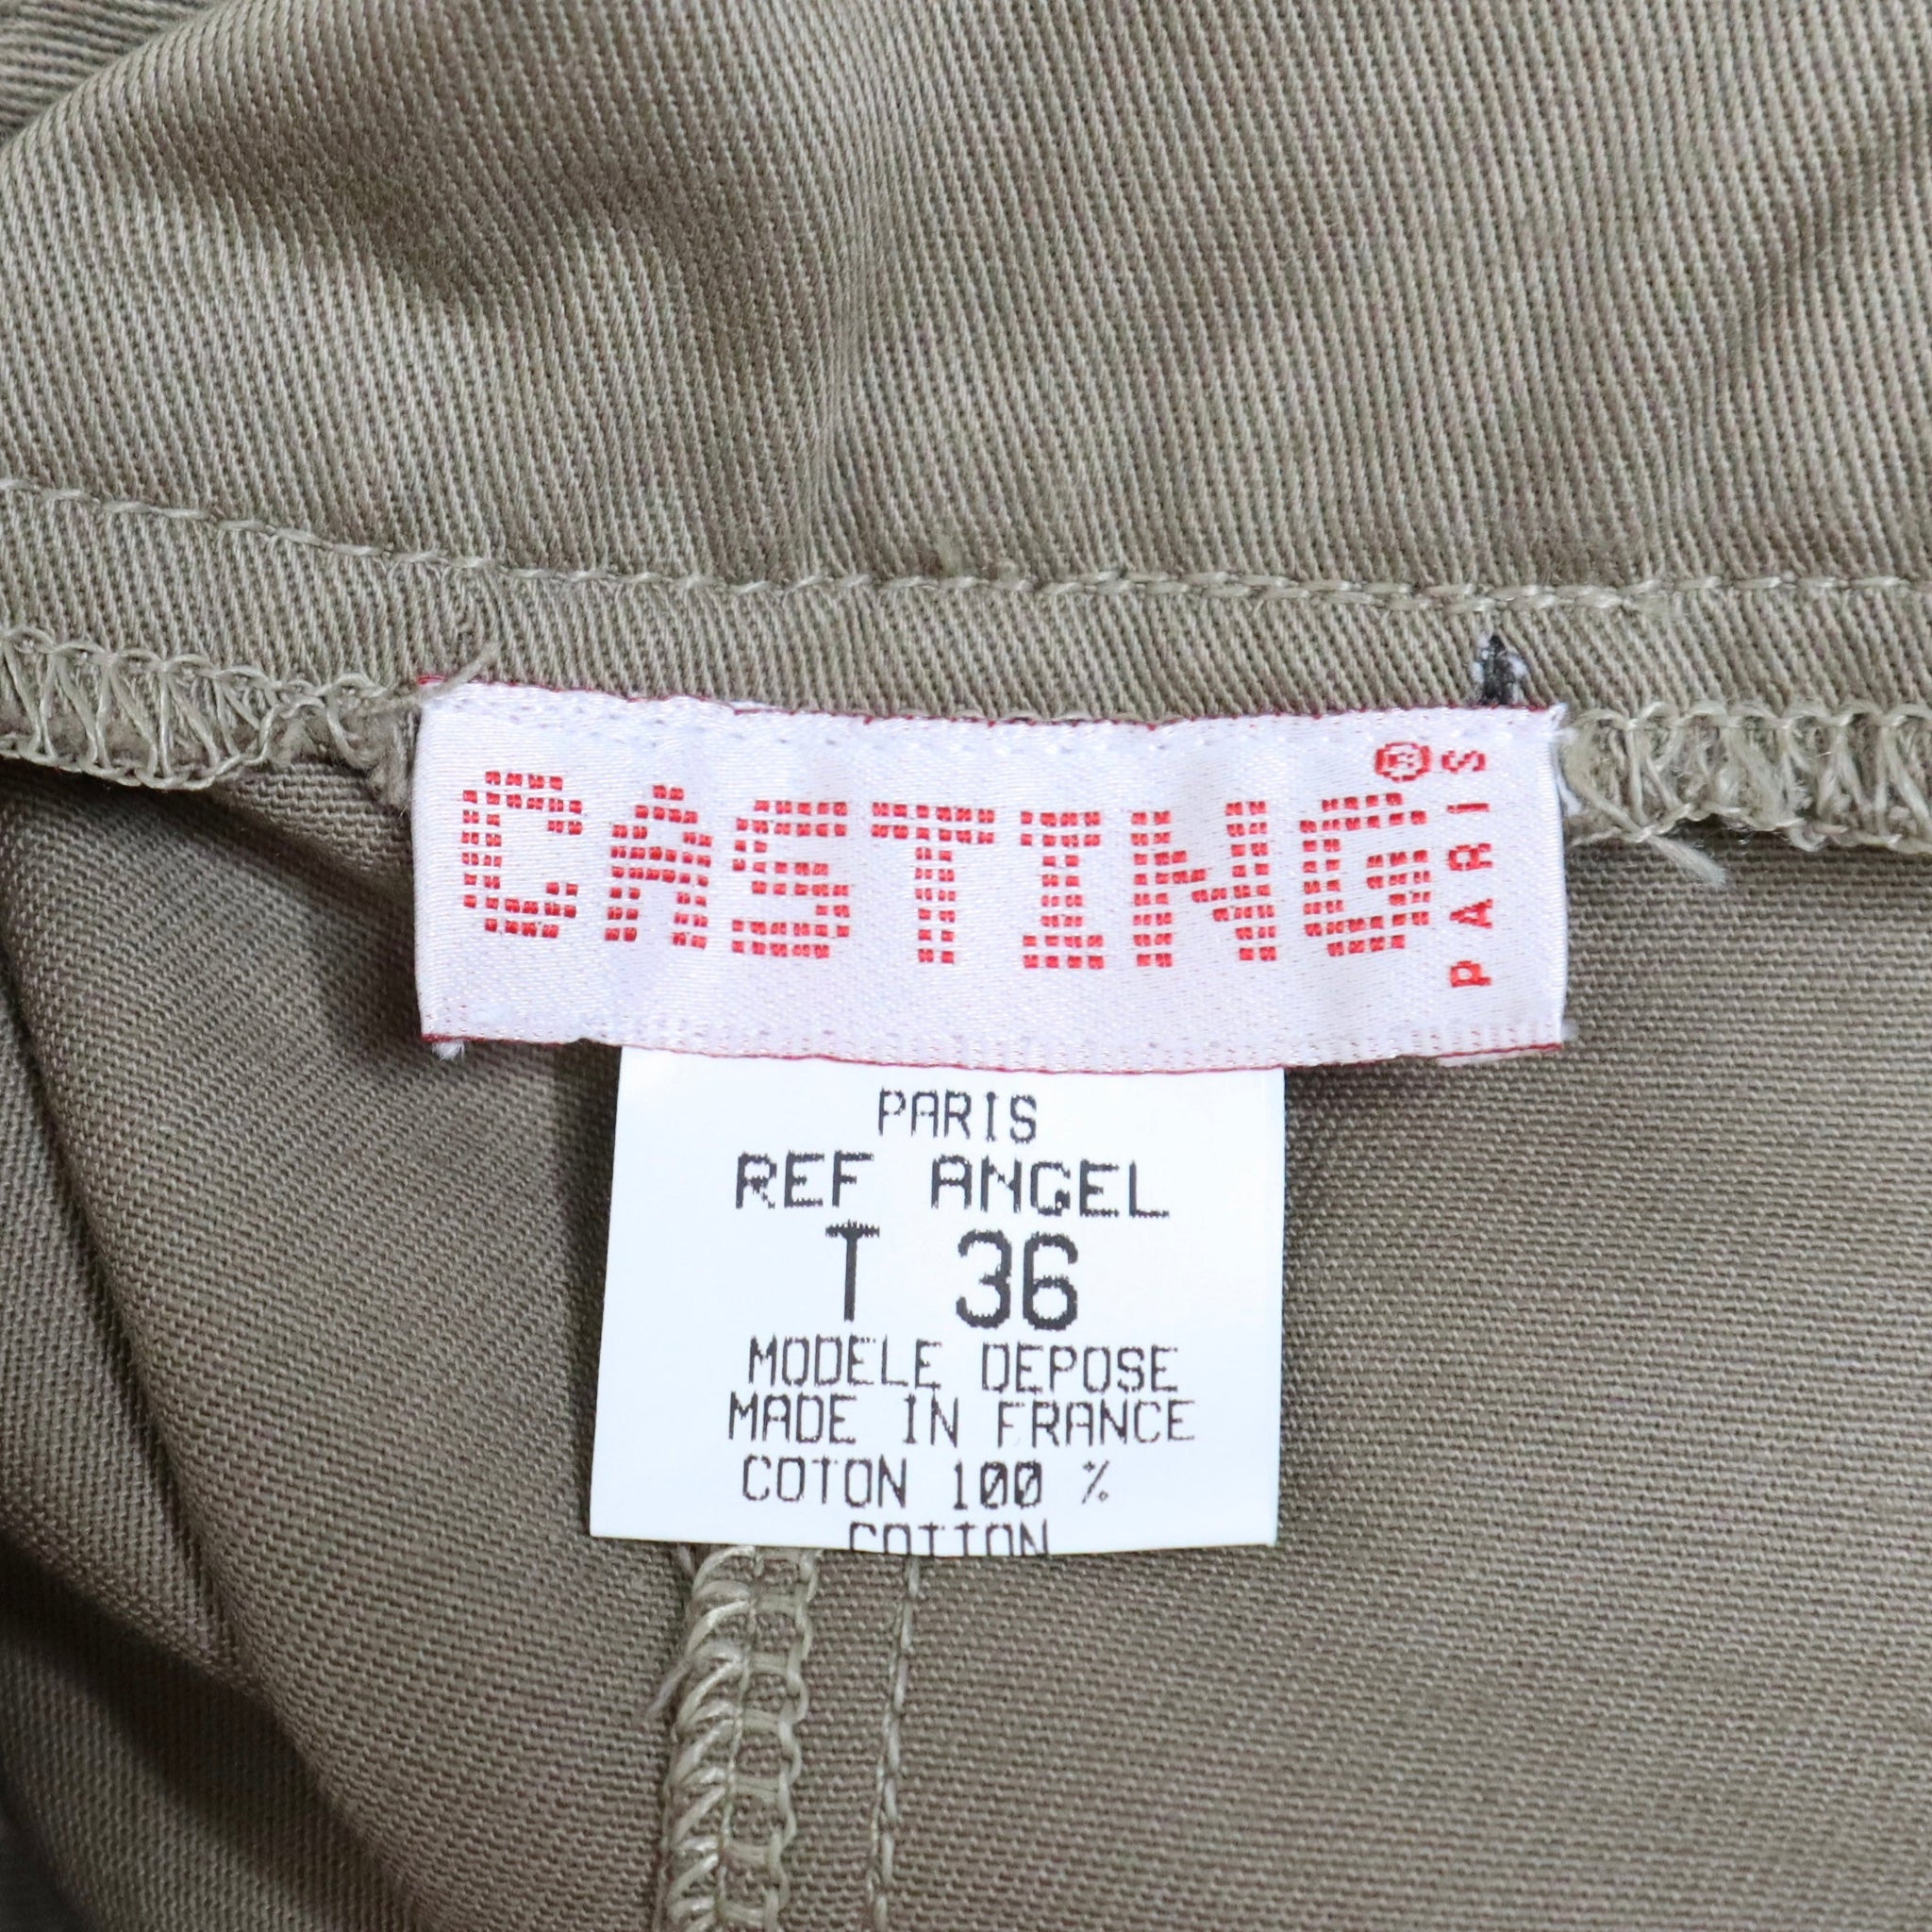 CASTING®
PARiS
PARIS
REF ANGEL
T 36
MODELE DEPOSE
MADE IN FRANCE
COTON 100 %
COTTON